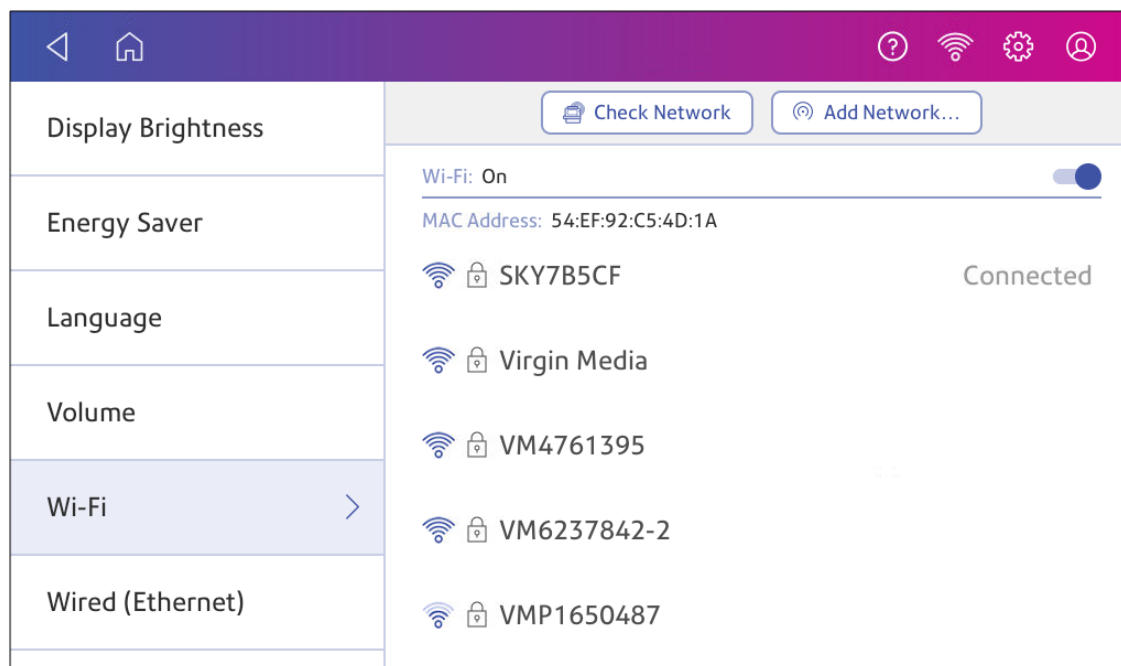 Check Network
Add Network...
Display Brightness
Energy Saver
Language
Volume
Wi-Fi
Wired (Ethernet)
Wi-Fi: On
MAC Address: 54:EF:92:C5:4D:1A
SKY7B5CF Connected
Virgin Media
VM4761395
VM6237842-2
VMP1650487